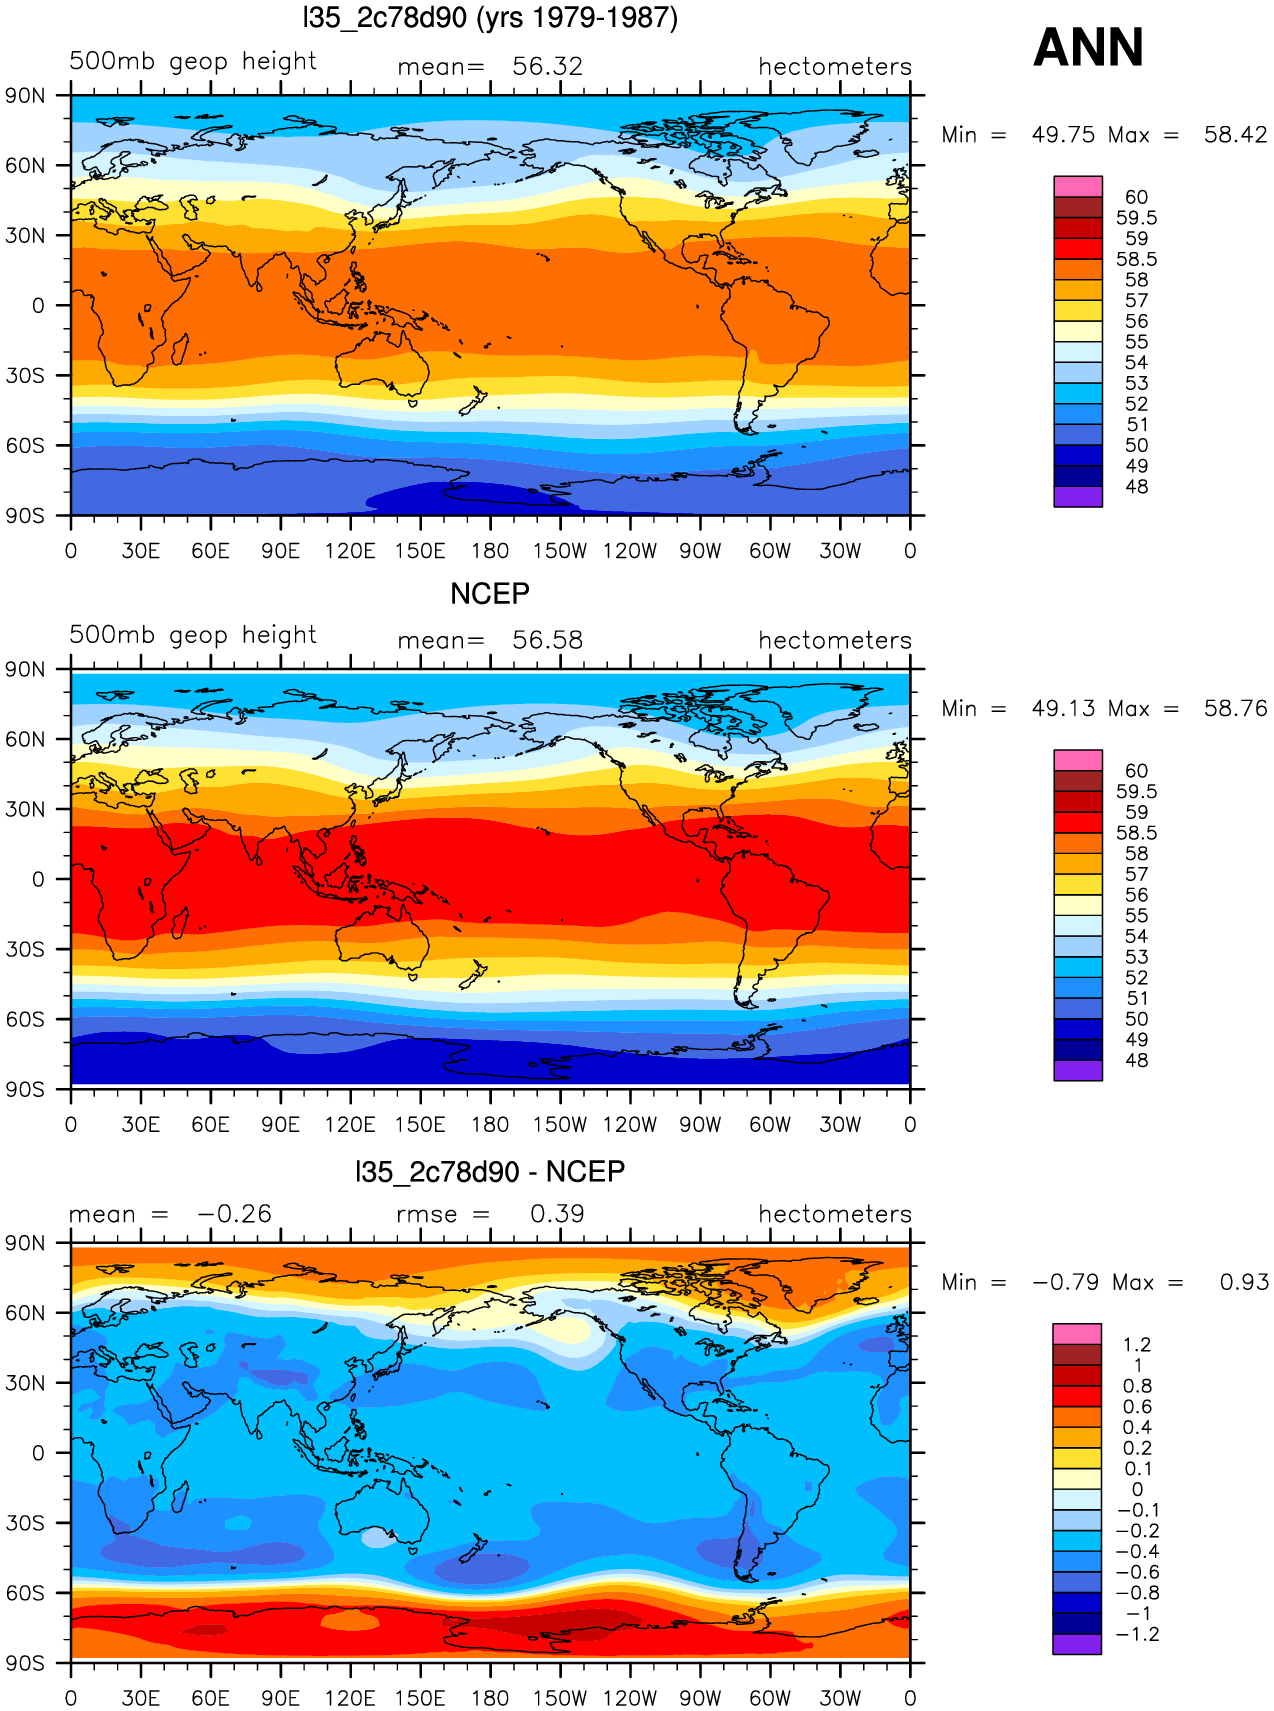 l35_2c78d90 (yrs 1979-1987)
ANN
500mb geop height mean= 56.32 hectometers
Min = 49.75 Max = 58.42
90N
60N
30N
0
30S
60S
90S
0 30E 60E 90E 120E 150E 180 150W 120W 90W 60W 30W 0
60
59.5
59
58.5
58
57
56
55
54
53
52
51
50
49
48
NCEP
500mb geop height mean= 56.58 hectometers
Min = 49.13 Max = 58.76
90N
60N
30N
0
30S
60S
90S
0 30E 60E 90E 120E 150E 180 150W 120W 90W 60W 30W 0
60
59.5
59
58.5
58
57
56
55
54
53
52
51
50
49
48
l35_2c78d90 - NCEP
mean = -0.26 rmse = 0.39 hectometers
Min = -0.79 Max = 0.93
90N
60N
30N
0
30S
60S
90S
0 30E 60E 90E 120E 150E 180 150W 120W 90W 60W 30W 0
1.2
1
0.8
0.6
0.4
0.2
0.1
0
-0.1
-0.2
-0.4
-0.6
-0.8
-1
-1.2